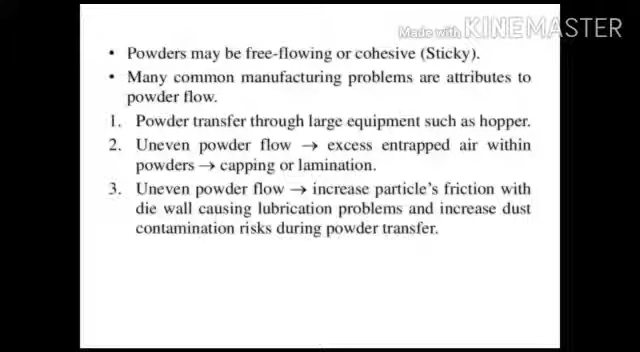 Made with KINEMASTER
• Powders may be free-flowing or cohesive (Sticky).
• Many common manufacturing problems are attributes to
powder flow.
1. Powder transfer through large equipment such as hopper.
2. Uneven powder flow → excess entrapped air within
powders → capping or lamination.
3. Uneven powder flow → increase particle's friction with
die wall causing lubrication problems and increase dust
contamination risks during powder transfer.